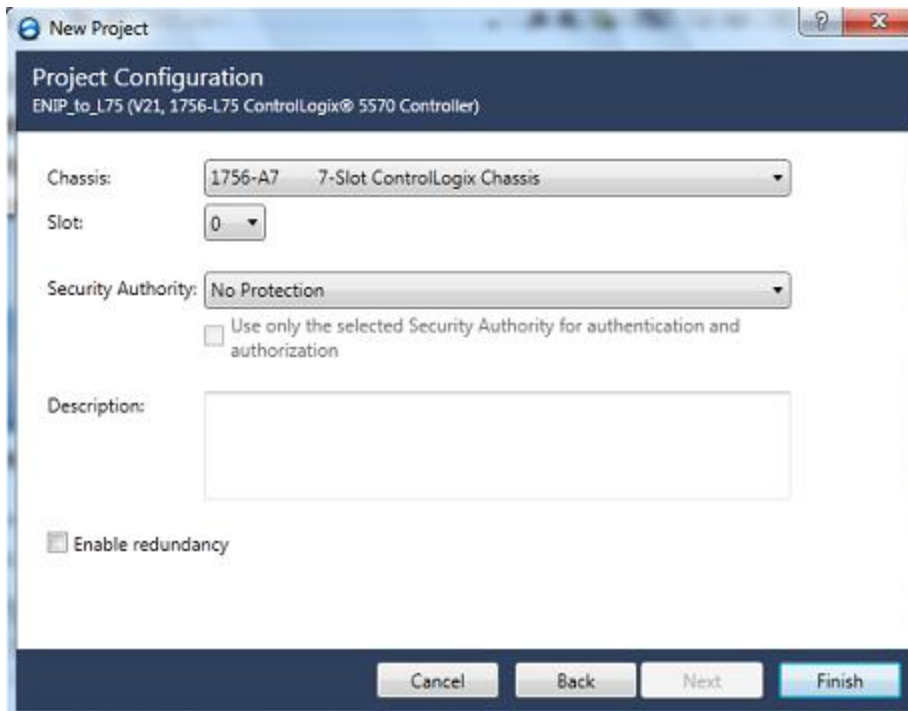 New Project
Project Configuration
ENIP_to_L75 (V21, 1756-L75 ControlLogix® 5570 Controller)
Chassis: 1756-A7 7-Slot ControlLogix Chassis
Slot: 0
Security Authority: No Protection
Use only the selected Security Authority for authentication and
authorization
Description:
Enable redundancy
Cancel Back Next Finish